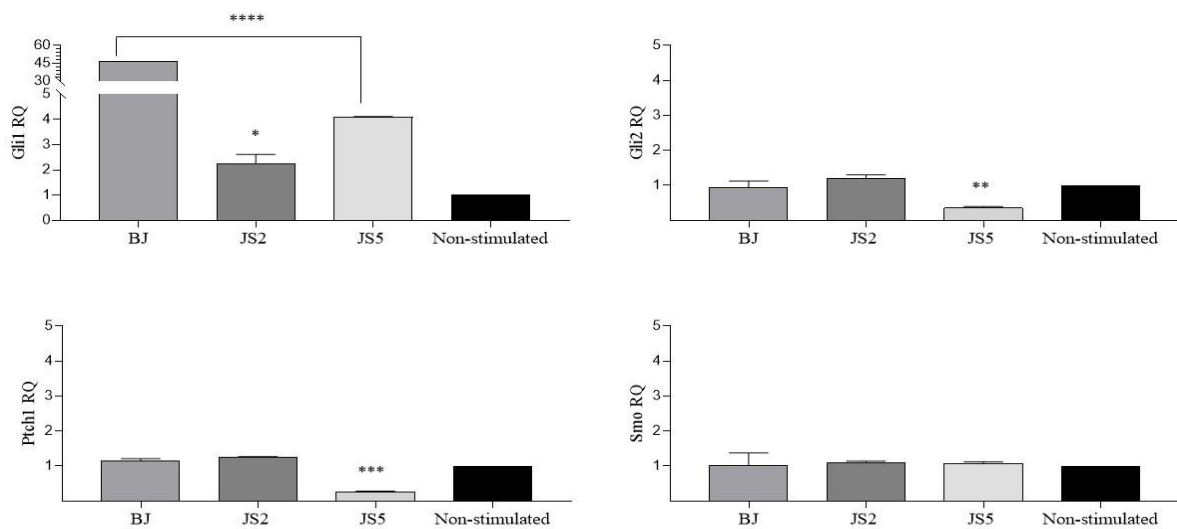 ****
60
45
30
5
4
3
2
1
0
Gli1 RQ
*
BJ
JS2
JS5
Non-stimulated
5
4
3
2
1
Gli2 RQ
**
BJ
JS2
JS5
Non-stimulated
5
4
3
2
1
Ptch1 RQ
***
BJ
JS2
JS5
Non-stimulated
5
4
3
2
1
Smo RQ
BJ
JS2
JS5
Non-stimulated